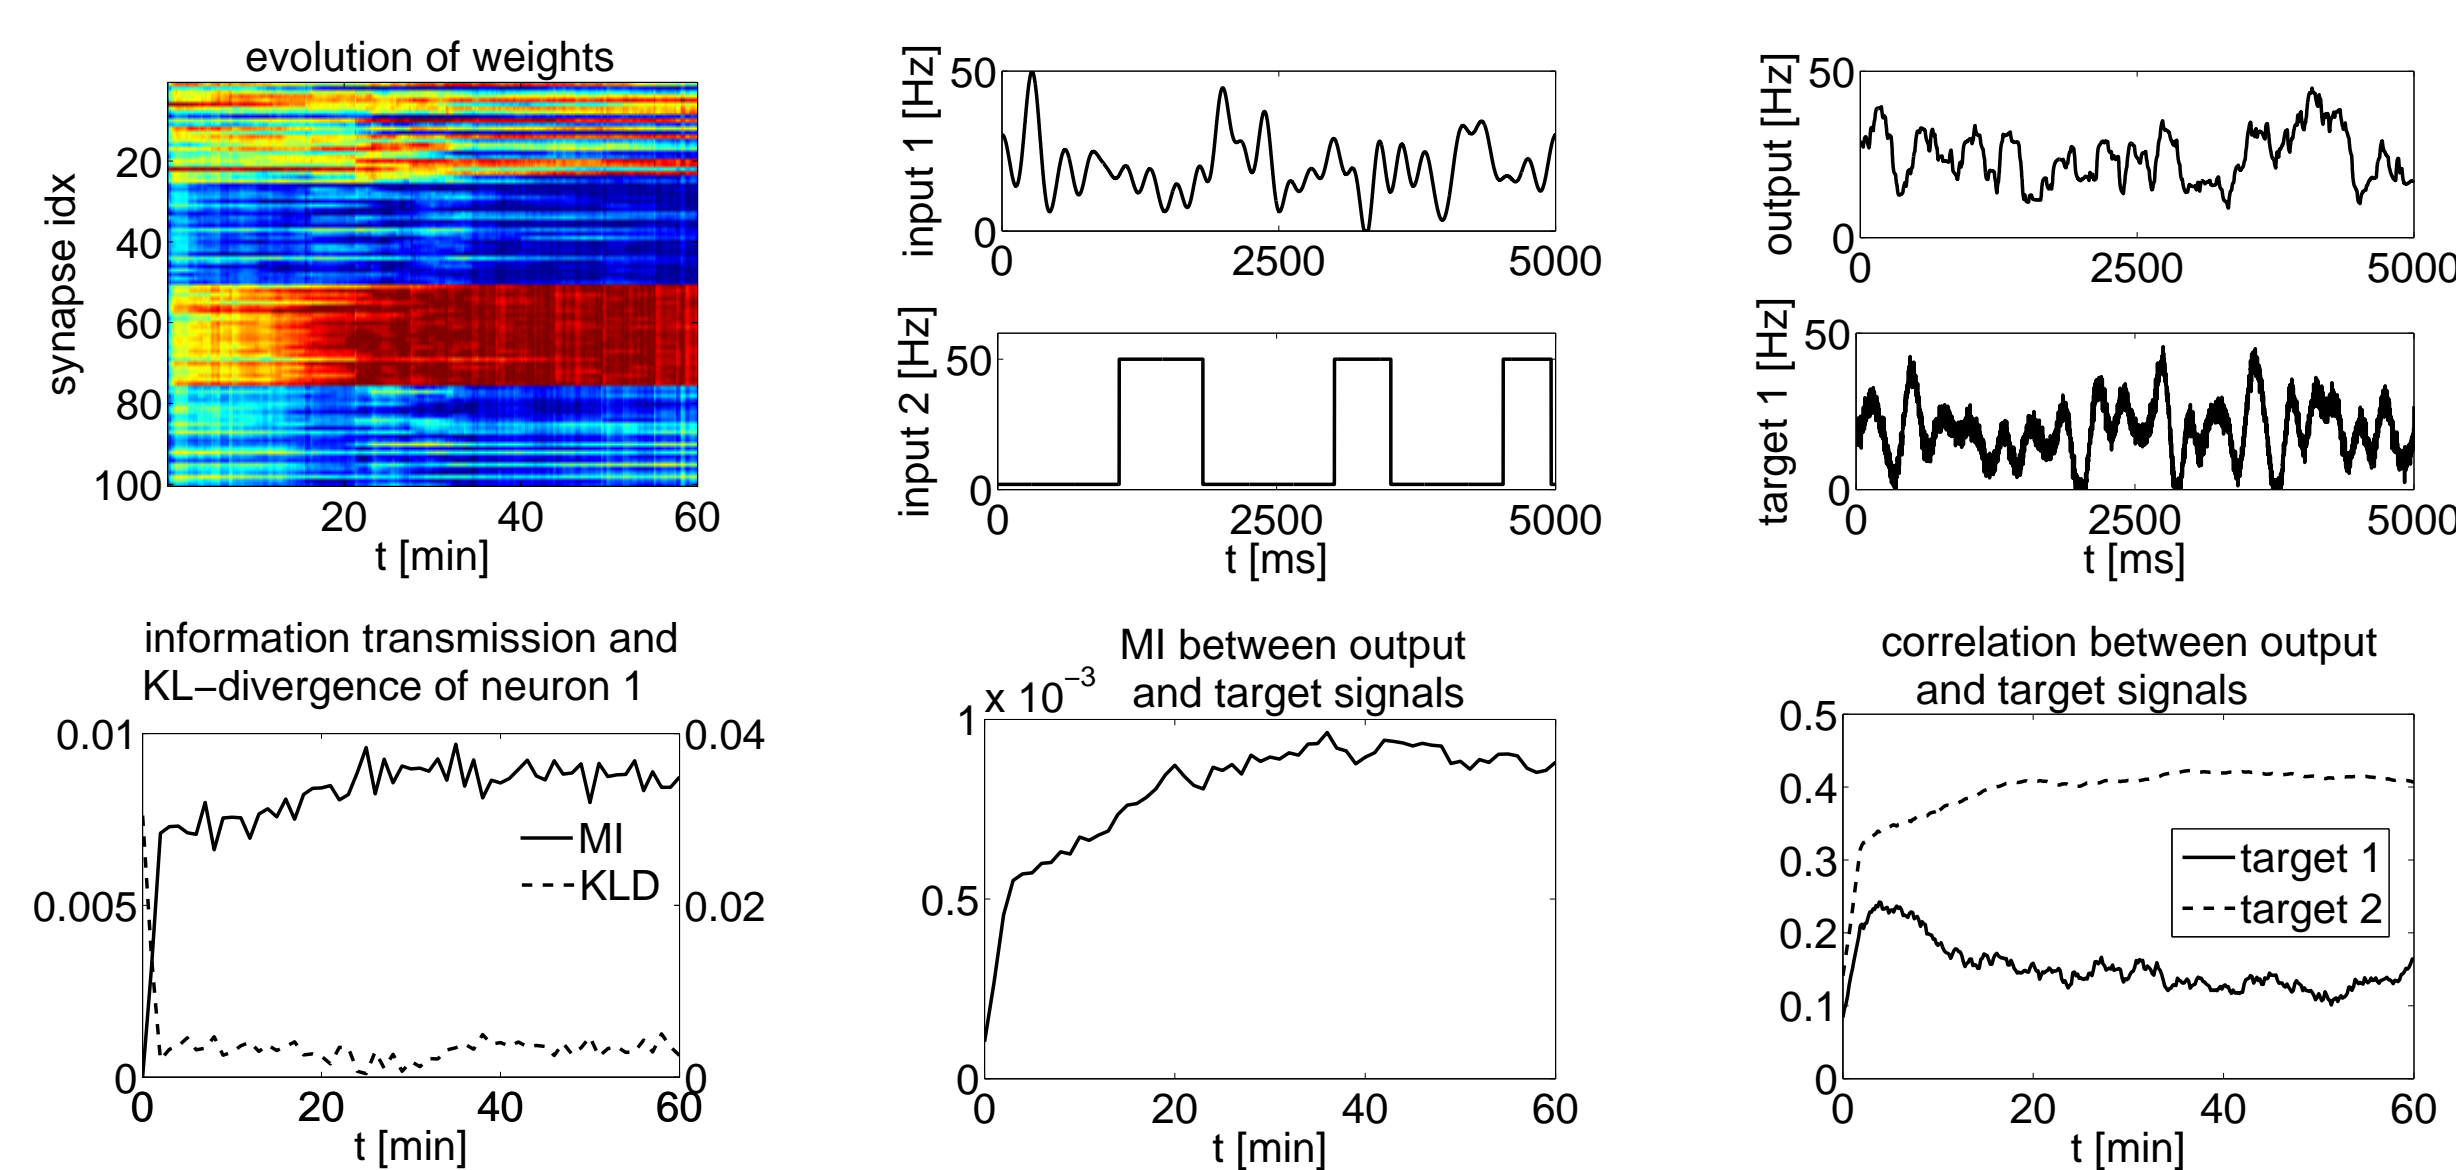 evolution of weights
synapse idx
20
40
60
80
100
20 40 60
t [min]
input 1 [Hz]
50
0
0 2500 5000
input 2 [Hz]
50
0
0 2500 5000
t [ms]
output [Hz]
50
0
0 2500 5000
target 1 [Hz]
50
0
0 2500 5000
t [ms]
information transmission and
KL−divergence of neuron 1
0.01
0.005
0
0.04
0.02
0
MI
KLD
0 20 40 60
t [min]
MI between output
and target signals
x 10−3
1
0.5
0
0 20 40 60
t [min]
correlation between output
and target signals
0.5
0.4
0.3
0.2
0.1
0
target 1
target 2
0 20 40 60
t [min]